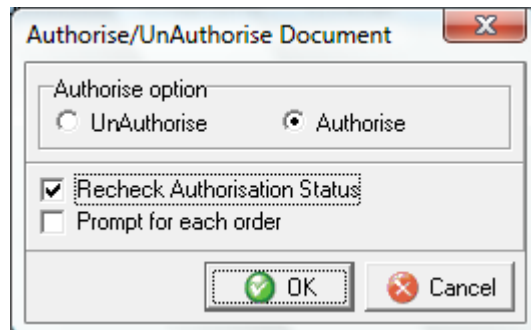 Authorise/UnAuthorise Document
Authorise option
UnAuthorise Authorise
Recheck Authorisation Status
Prompt for each order
OK Cancel